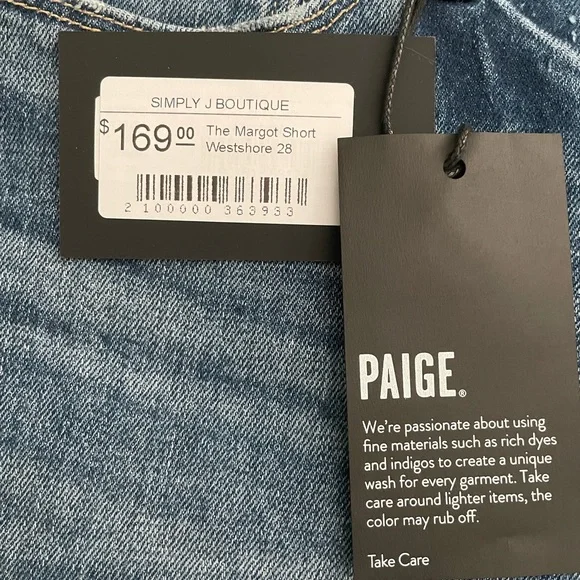 SIMPLY J BOUTIQUE
$169.00 The Margot Short
Westshore 28
2 100000 363933
PAIGE®
We're passionate about using
fine materials such as rich dyes
and indigos to create a unique
wash for every garment. Take
care around lighter items, the
color may rub off.
Take Care